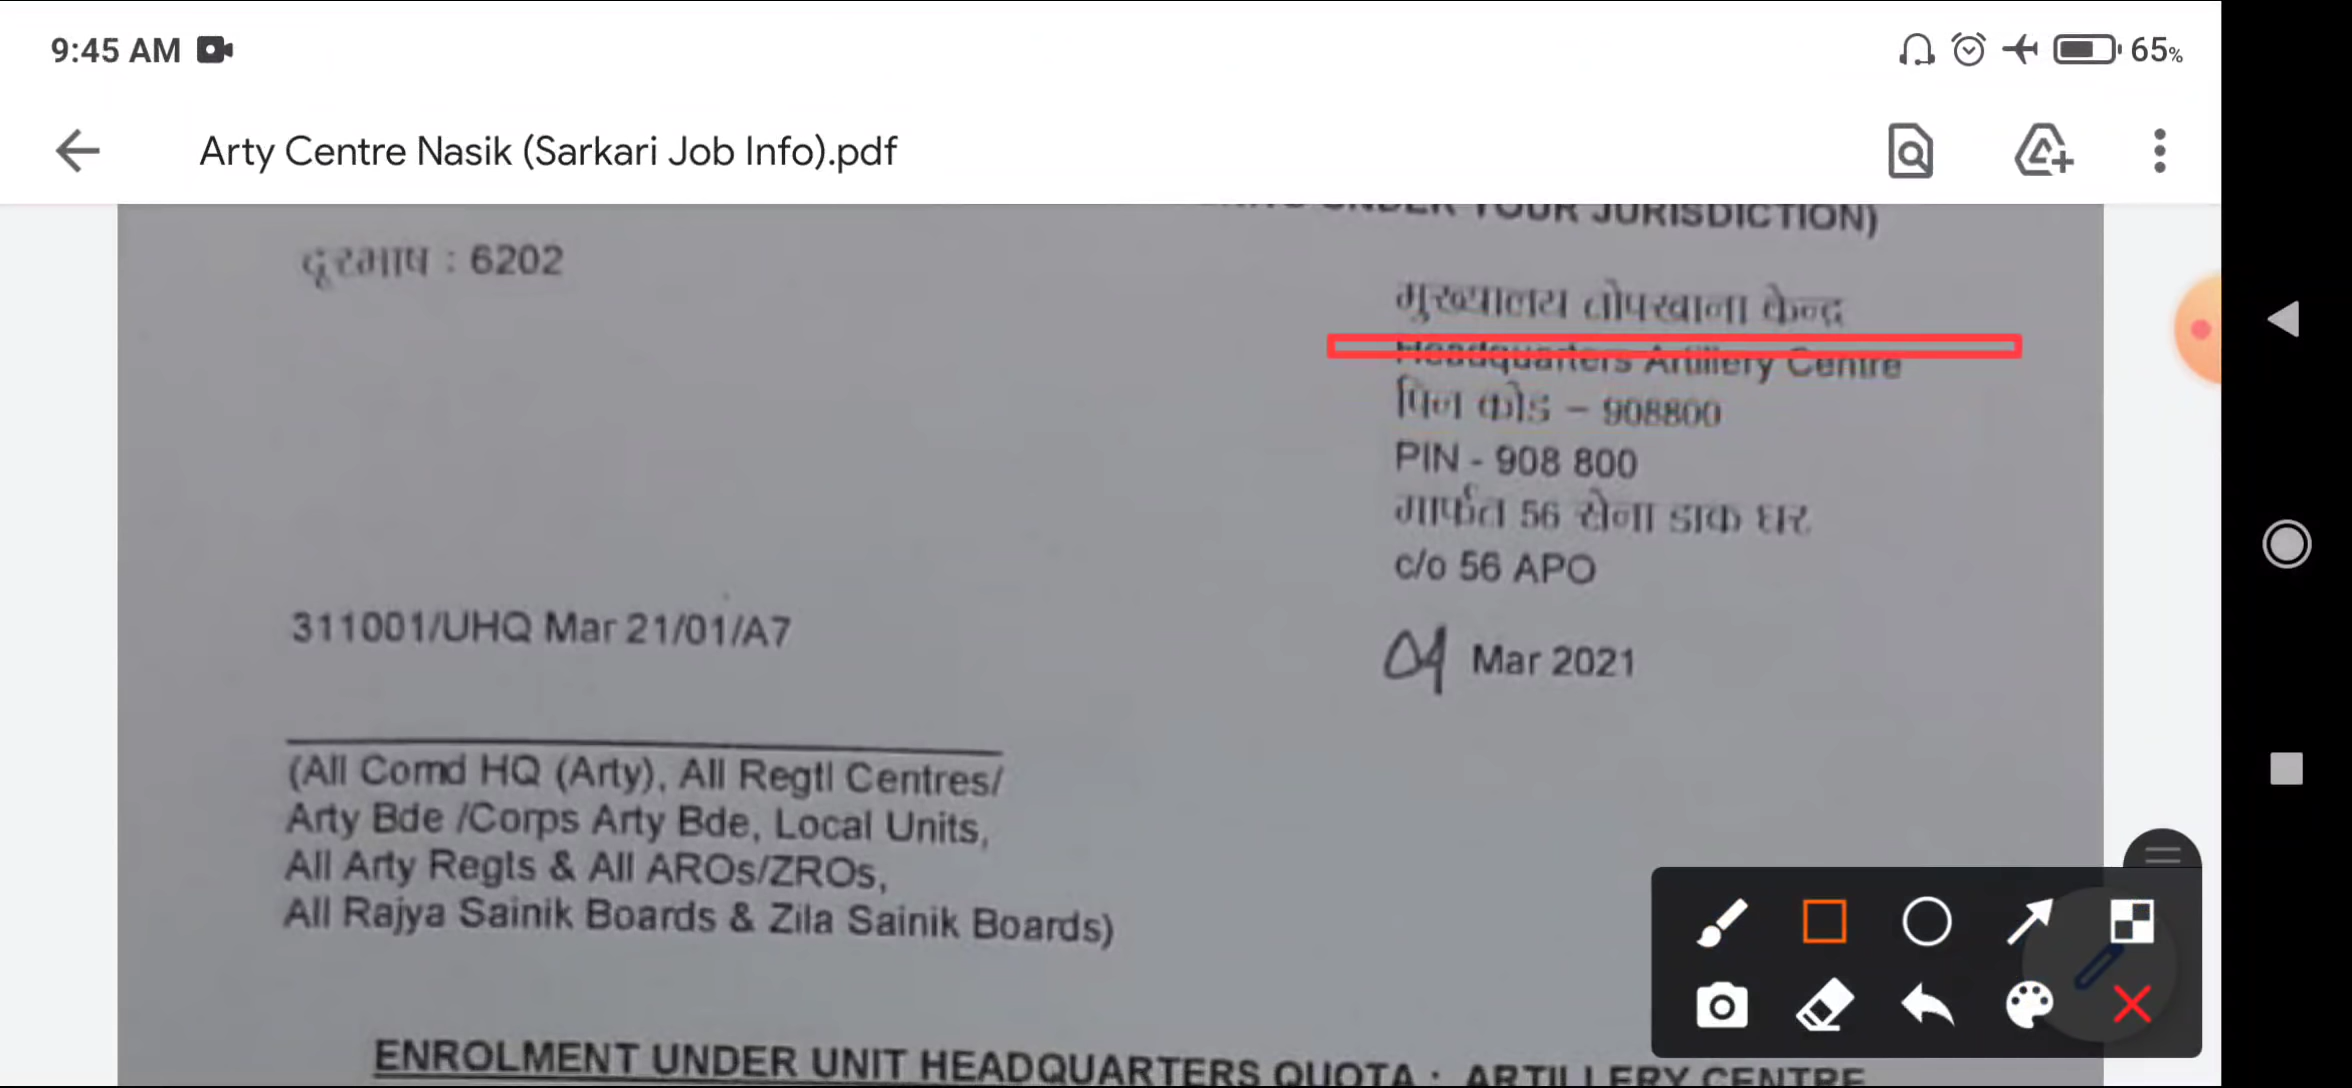 9:45 AM
65%
Arty Centre Nasik (Sarkari Job Info).pdf
UNDER YOUR JURISDICTION)
दूरभाष : 6202
मुख्यालय तोपखाना केन्द्र
Headquarters Artillery Centre
पिन कोड – 908800
PIN - 908 800
मार्फत 56 सेना डाक घर
c/o 56 APO
311001/UHQ Mar 21/01/A7
04 Mar 2021
(All Comd HQ (Arty), All Regtl Centres/
Arty Bde /Corps Arty Bde, Local Units,
All Arty Regts & All AROs/ZROs,
All Rajya Sainik Boards & Zila Sainik Boards)
ENROLMENT UNDER UNIT HEADQUARTERS QUOTA : ARTILLERY CENTRE